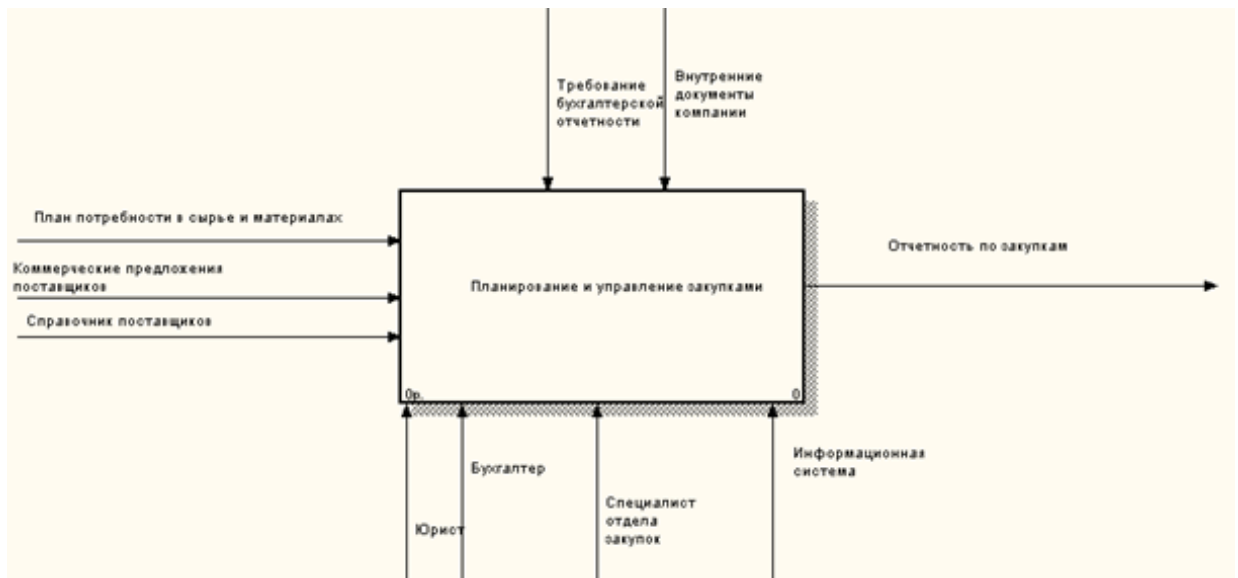 Требование
бухгалтерской
отчетности
Внутренние
документы
компании
План потребности в сырье и материалах
Коммерческие предложения
поставщиков
Справочник поставщиков
Планирование и управление закупками
0р.
0
Отчетность по закупкам
Юрист
Бухгалтер
Специалист
отдела
закупок
Информационная
система